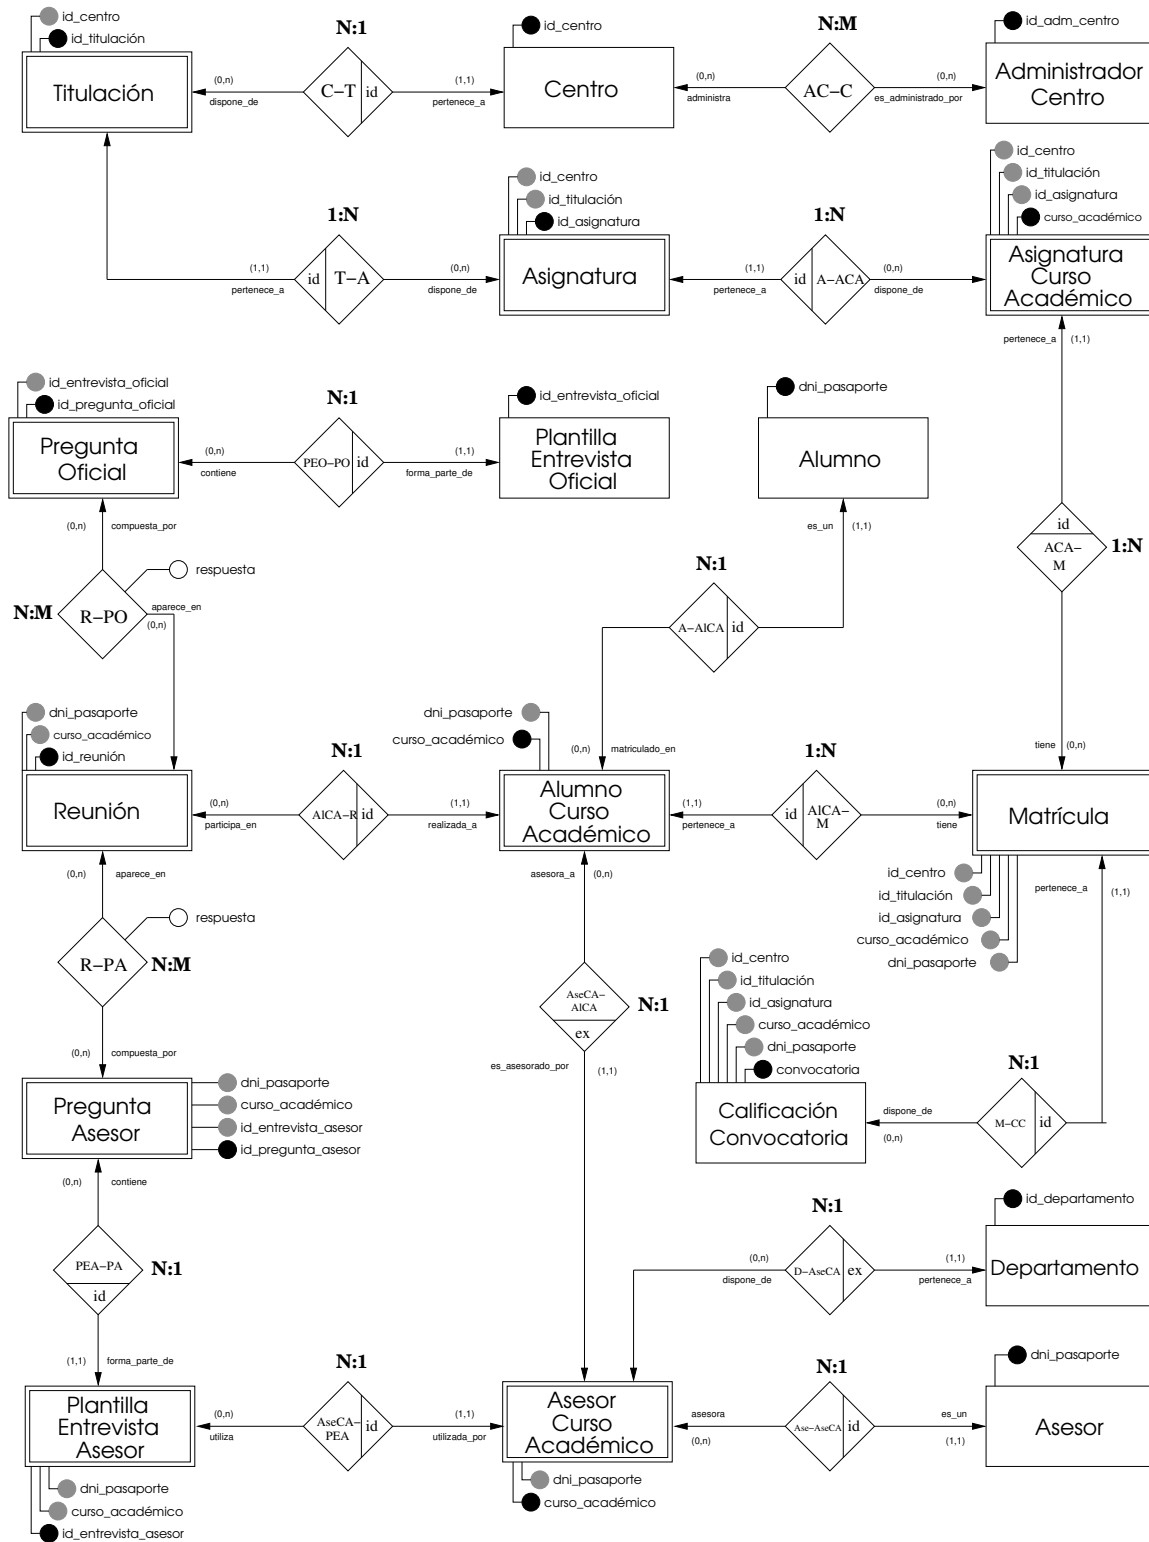 id_centro
id_titulación
Titulación
(0,n)
dispone_de
N:1
C–T
id
(1,1)
pertenece_a
id_centro
Centro
(0,n)
administra
N:M
AC–C
(0,n)
es_administrado_por
id_adm_centro
Administrador
Centro
(1,1)
pertenece_a
1:N
id
T–A
(0,n)
dispone_de
id_centro
id_titulación
id_asignatura
Asignatura
(1,1)
pertenece_a
1:N
id
A–ACA
(0,n)
dispone_de
id_centro
id_titulación
id_asignatura
curso_académico
Asignatura
Curso
Académico
pertenece_a
(1,1)
id
ACA–
M
1:N
tiene
(0,n)
id_entrevista_oficial
id_pregunta_oficial
Pregunta
Oficial
(0,n)
contiene
N:1
PEO–PO
id
(1,1)
forma_parte_de
id_entrevista_oficial
Plantilla
Entrevista
Oficial
dni_pasaporte
Alumno
es_un
(1,1)
N:1
A–AlCA
id
(0,n)
matriculado_en
(0,n)
compuesta_por
respuesta
N:M
R–PO
aparece_en
(0,n)
dni_pasaporte
curso_académico
id_reunión
Reunión
(0,n)
participa_en
N:1
AlCA–R
id
(1,1)
realizada_a
dni_pasaporte
curso_académico
Alumno
Curso
Académico
(1,1)
pertenece_a
1:N
id
AlCA–
M
(0,n)
tiene
Matrícula
id_centro
id_titulación
id_asignatura
curso_académico
dni_pasaporte
pertenece_a
(1,1)
(0,n)
aparece_en
respuesta
R–PA
N:M
(0,n)
compuesta_por
asesora_a
(0,n)
AseCA–
AlCA
ex
N:1
es_asesorado_por
(1,1)
id_centro
id_titulación
id_asignatura
curso_académico
dni_pasaporte
convocatoria
Calificación
Convocatoria
dispone_de
(0,n)
N:1
M–CC
id
Pregunta
Asesor
dni_pasaporte
curso_académico
id_entrevista_asesor
id_pregunta_asesor
(0,n)
contiene
PEA–PA
id
N:1
(1,1)
forma_parte_de
(0,n)
dispone_de
N:1
D–AseCA
ex
(1,1)
pertenece_a
id_departamento
Departamento
Plantilla
Entrevista
Asesor
dni_pasaporte
curso_académico
id_entrevista_asesor
(0,n)
utiliza
N:1
AseCA–
PEA
id
(1,1)
utilizada_por
Asesor
Curso
Académico
dni_pasaporte
curso_académico
asesora
(0,n)
N:1
Ase–AseCA
id
es_un
(1,1)
dni_pasaporte
Asesor